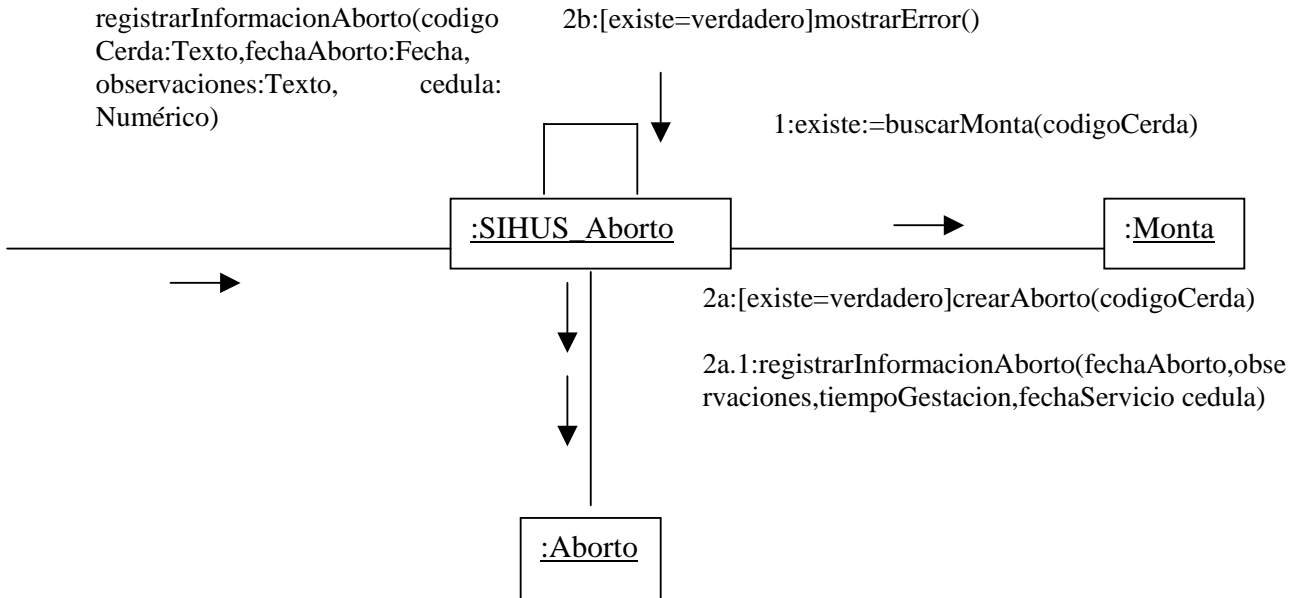 registrarInformacionAborto(codigo
Cerda:Texto,fechaAborto:Fecha,
observaciones:Texto, cedula:
Numérico)
2b:[existe=verdadero]mostrarError()
1:existe:=buscarMonta(codigoCerda)
:SIHUS_Aborto
:Monta
2a:[existe=verdadero]crearAborto(codigoCerda)
2a.1:registrarInformacionAborto(fechaAborto,obse
rvaciones,tiempoGestacion,fechaServicio cedula)
:Aborto